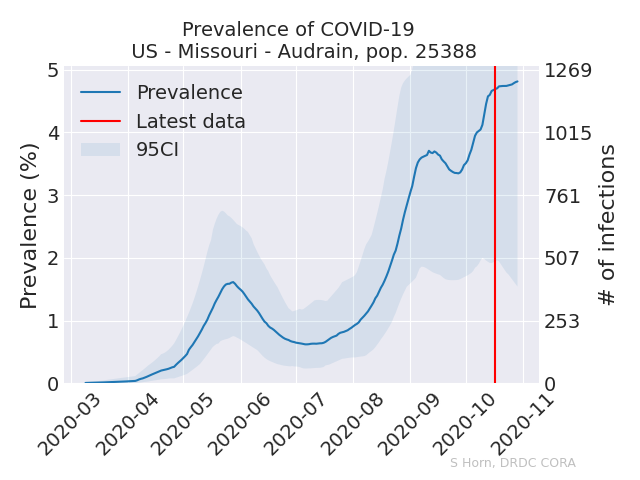 Prevalence of COVID-19
US - Missouri - Audrain, pop. 25388
Prevalence
Latest data
95CI
Prevalence (%)
5
4
3
2
1
0
1269
1015
761
507
253
0
# of infections
2020-03
2020-04
2020-05
2020-06
2020-07
2020-08
2020-09
2020-10
2020-11
S Horn, DRDC CORA